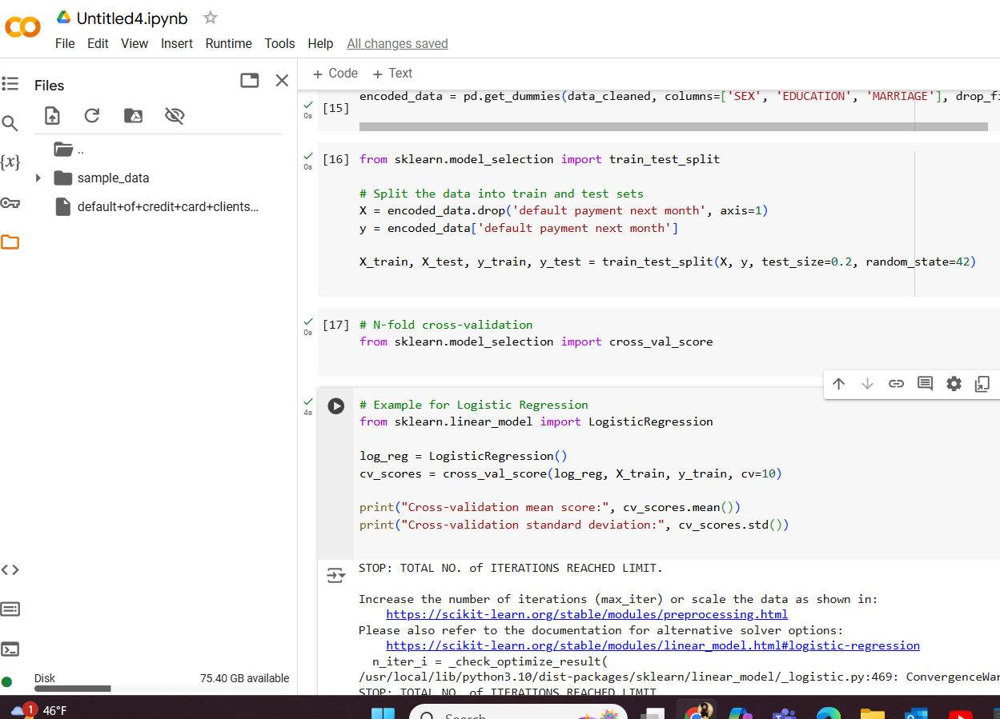 Untitled4.ipynb
File Edit View Insert Runtime Tools Help All changes saved
Files
..
sample_data
default+of+credit+card+clients...
Disk 75.40 GB available
+ Code + Text
0s
[15]
encoded_data = pd.get_dummies(data_cleaned, columns=['SEX', 'EDUCATION', 'MARRIAGE'], drop_fi
0s
[16]
from sklearn.model_selection import train_test_split
# Split the data into train and test sets
X = encoded_data.drop('default payment next month', axis=1)
y = encoded_data['default payment next month']
X_train, X_test, y_train, y_test = train_test_split(X, y, test_size=0.2, random_state=42)
0s
[17]
# N-fold cross-validation
from sklearn.model_selection import cross_val_score
4s
# Example for Logistic Regression
from sklearn.linear_model import LogisticRegression
log_reg = LogisticRegression()
cv_scores = cross_val_score(log_reg, X_train, y_train, cv=10)
print("Cross-validation mean score:", cv_scores.mean())
print("Cross-validation standard deviation:", cv_scores.std())
STOP: TOTAL NO. of ITERATIONS REACHED LIMIT.
Increase the number of iterations (max_iter) or scale the data as shown in:
https://scikit-learn.org/stable/modules/preprocessing.html
Please also refer to the documentation for alternative solver options:
https://scikit-learn.org/stable/modules/linear_model.html#logistic-regression
n_iter_i = _check_optimize_result(
/usr/local/lib/python3.10/dist-packages/sklearn/linear_model/_logistic.py:469: ConvergenceWar
STOP: TOTAL NO. of ITERATIONS REACHED LIMIT
{x}
1
46°F
Search